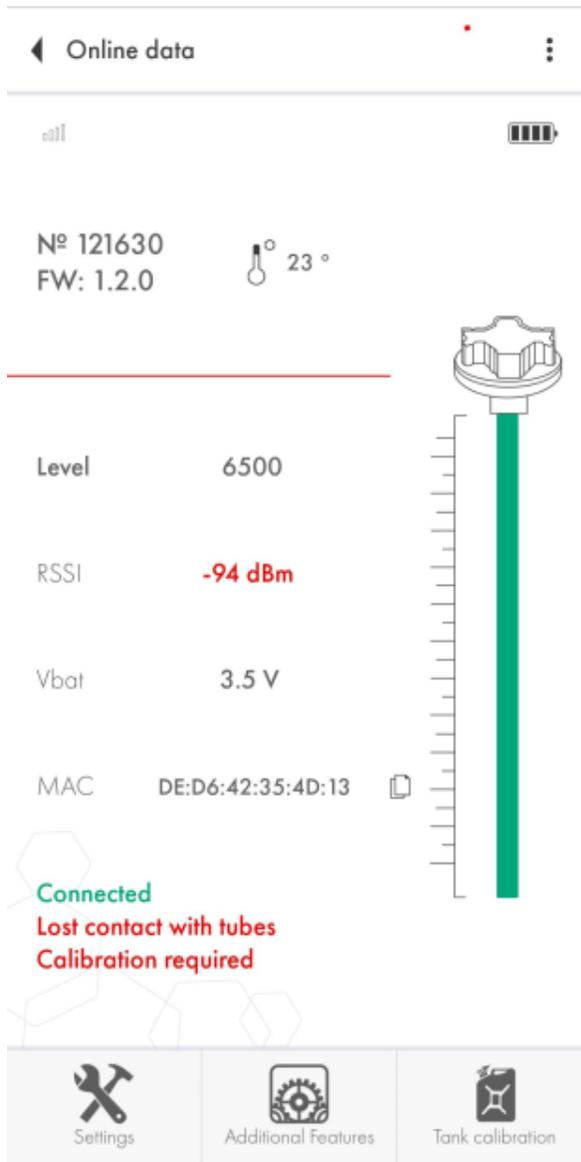 Online data
№ 121630
FW: 1.2.0
23 °
Level 6500
RSSI -94 dBm
Vbat 3.5 V
MAC DE:D6:42:35:4D:13
Connected
Lost contact with tubes
Calibration required
Settings Additional Features Tank calibration